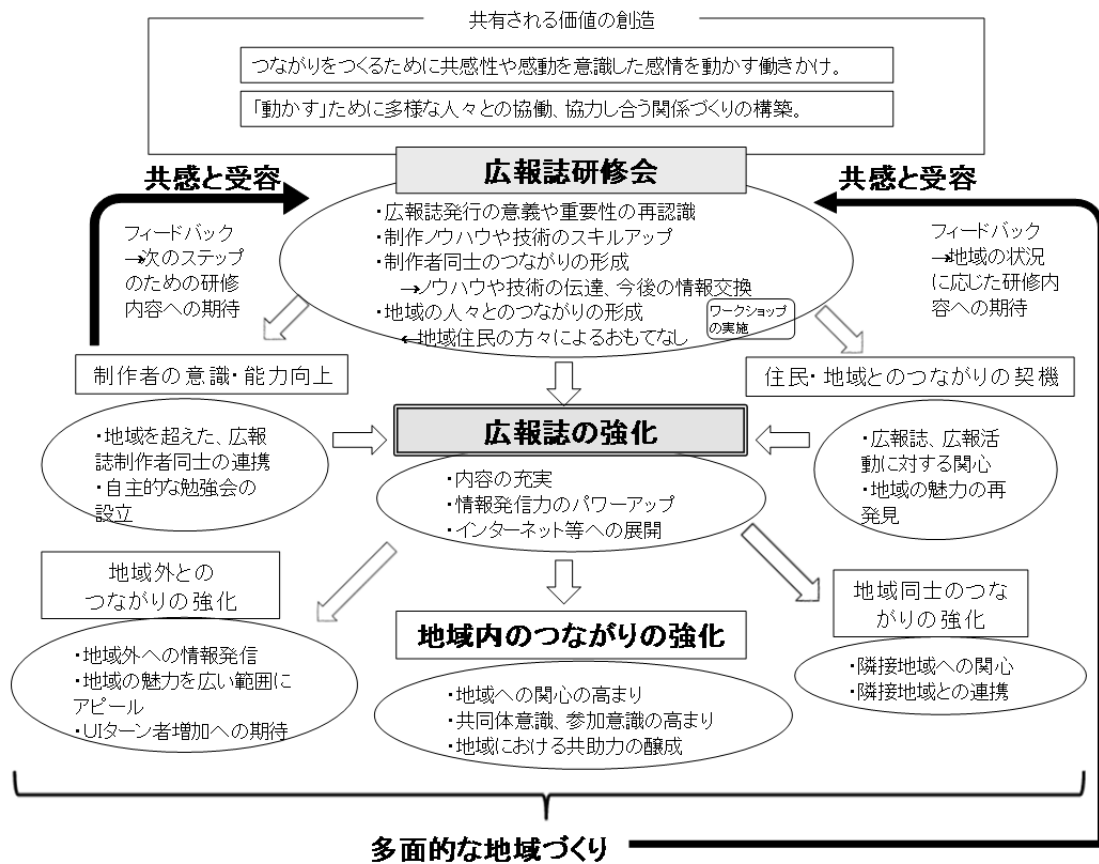 共有される価値の創造
つながりをつくるために共感性や感動を意識した感情を動かす働きかけ。
「動かす」ために多様な人々との協働、協力し合う関係づくりの構築。
共感と受容
広報誌研修会
共感と受容
フィードバック
→次のステップ
のための研修
内容への期待
・広報誌発行の意義や重要性の再認識
・制作ノウハウや技術のスキルアップ
・制作者同士のつながりの形成
→ノウハウや技術の伝達、今後の情報交換
・地域の人々とのつながりの形成
←地域住民の方々によるおもてなし
ワークショップ
の実施
フィードバック
→地域の状況
に応じた研修内
容への期待
制作者の意識・能力向上
住民・地域とのつながりの契機
・地域を超えた、広報
誌制作者同士の連携
・自主的な勉強会の
設立
広報誌の強化
・内容の充実
・情報発信力のパワーアップ
・インターネット等への展開
・広報誌、広報活
動に対する関心
・地域の魅力の再
発見
地域外との
つながりの強化
地域内のつながりの強化
地域同士のつな
がりの強化
・地域外への情報発信
・地域の魅力を広い範囲に
アピール
・UIターン者増加への期待
・地域への関心の高まり
・共同体意識、参加意識の高まり
・地域における共助力の醸成
・隣接地域への関心
・隣接地域との連携
多面的な地域づくり